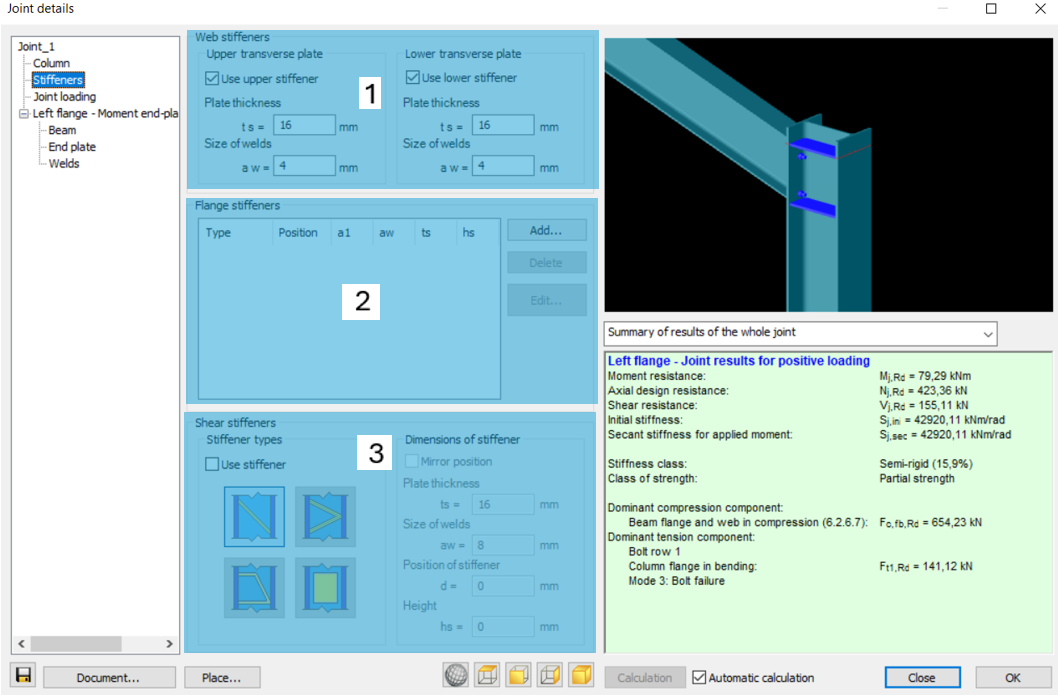 Joint details
Joint_1
Column
Stiffeners
Joint loading
Left flange - Moment end-pla
Beam
End plate
Welds
Web stiffeners
Upper transverse plate
Use upper stiffener
Plate thickness
t s = 16 mm
Size of welds
a w = 4 mm
1
Lower transverse plate
Use lower stiffener
Plate thickness
t s = 16 mm
Size of welds
a w = 4 mm
Flange stiffeners
Type Position a1 aw ts hs
2
Add...
Delete
Edit...
Shear stiffeners
Stiffener types
Use stiffener
3
Dimensions of stiffener
Mirror position
Plate thickness
ts = 16 mm
Size of welds
aw = 8 mm
Position of stiffener
d = 0 mm
Height
hs = 0 mm
Summary of results of the whole joint
Left flange - Joint results for positive loading
Moment resistance: Mj,Rd = 79,29 kNm
Axial design resistance: Nj,Rd = 423,36 kN
Shear resistance: Vj,Rd = 155,11 kN
Initial stiffness: Sj,ini = 42920,11 kNm/rad
Secant stiffness for applied moment: Sj,sec = 42920,11 kNm/rad
Stiffness class: Semi-rigid (15,9%)
Class of strength: Partial strength
Dominant compression component:
Beam flange and web in compression (6.2.6.7): Fc,fb,Rd = 654,23 kN
Dominant tension component:
Bolt row 1
Column flange in bending: Ft1,Rd = 141,12 kN
Mode 3: Bolt failure
Document... Place... Calculation Automatic calculation Close OK